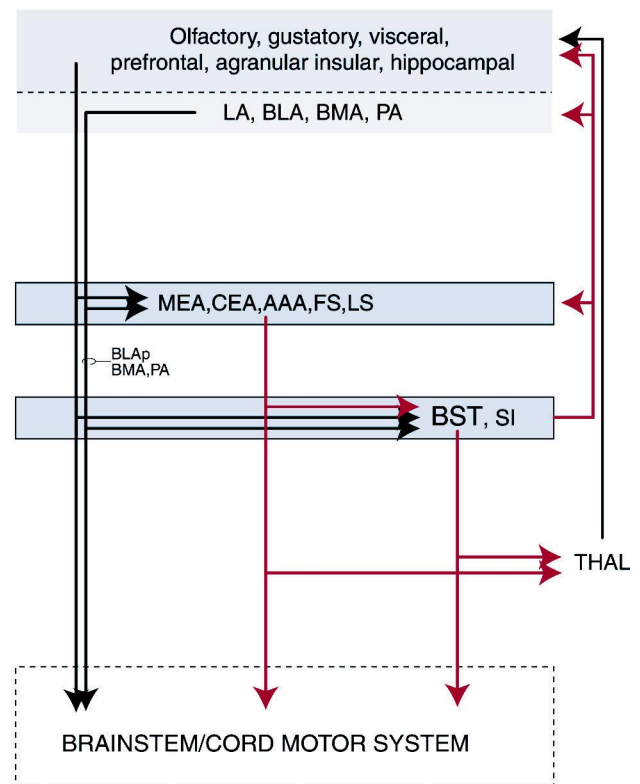 Olfactory, gustatory, visceral,
prefrontal, agranular insular, hippocampal
LA, BLA, BMA, PA
MEA,CEA,AAA,FS,LS
BLAp
BMA,PA
BST, SI
THAL
BRAINSTEM/CORD MOTOR SYSTEM